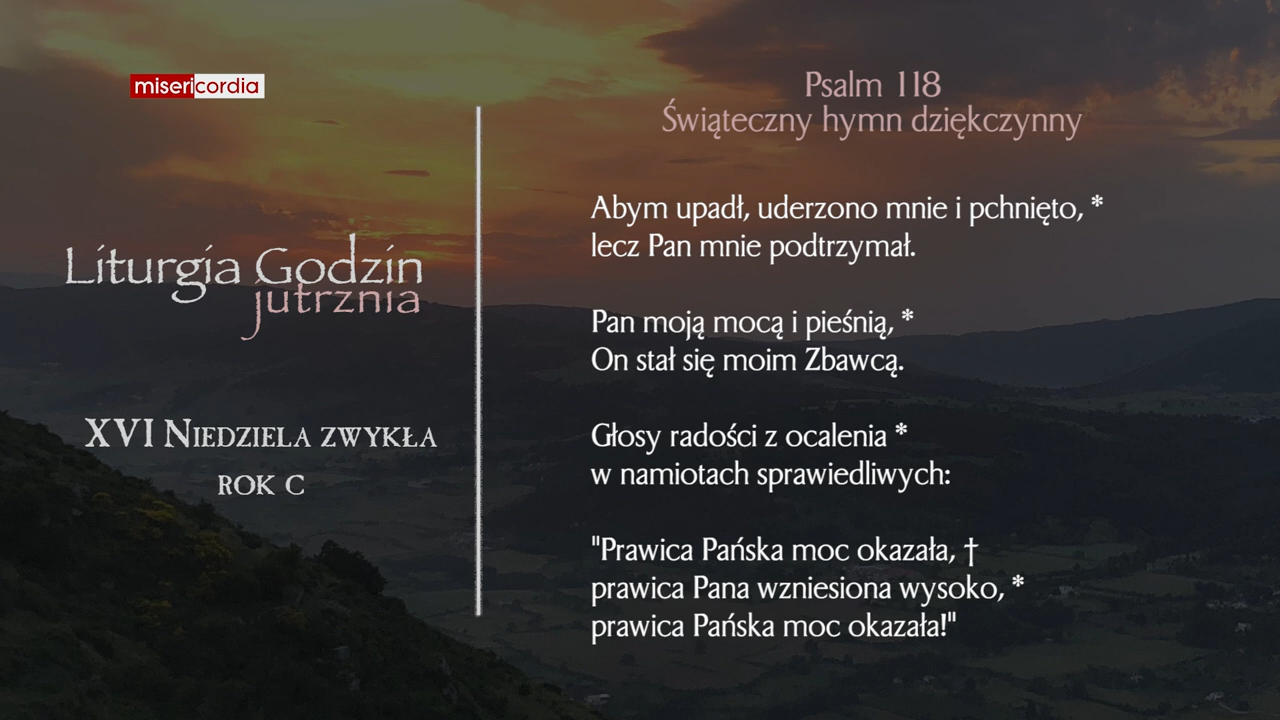 misericordia
Liturgia Godzin
jutrznia
XVI Niedziela zwykła
rok C
Psalm 118
Świąteczny hymn dziękczynny
Abym upadł, uderzono mnie i pchnięto, *
lecz Pan mnie podtrzymał.
Pan moją mocą i pieśnią, *
On stał się moim Zbawcą.
Głosy radości z ocalenia *
w namiotach sprawiedliwych:
"Prawica Pańska moc okazała, †
prawica Pana wzniesiona wysoko, *
prawica Pańska moc okazała!"